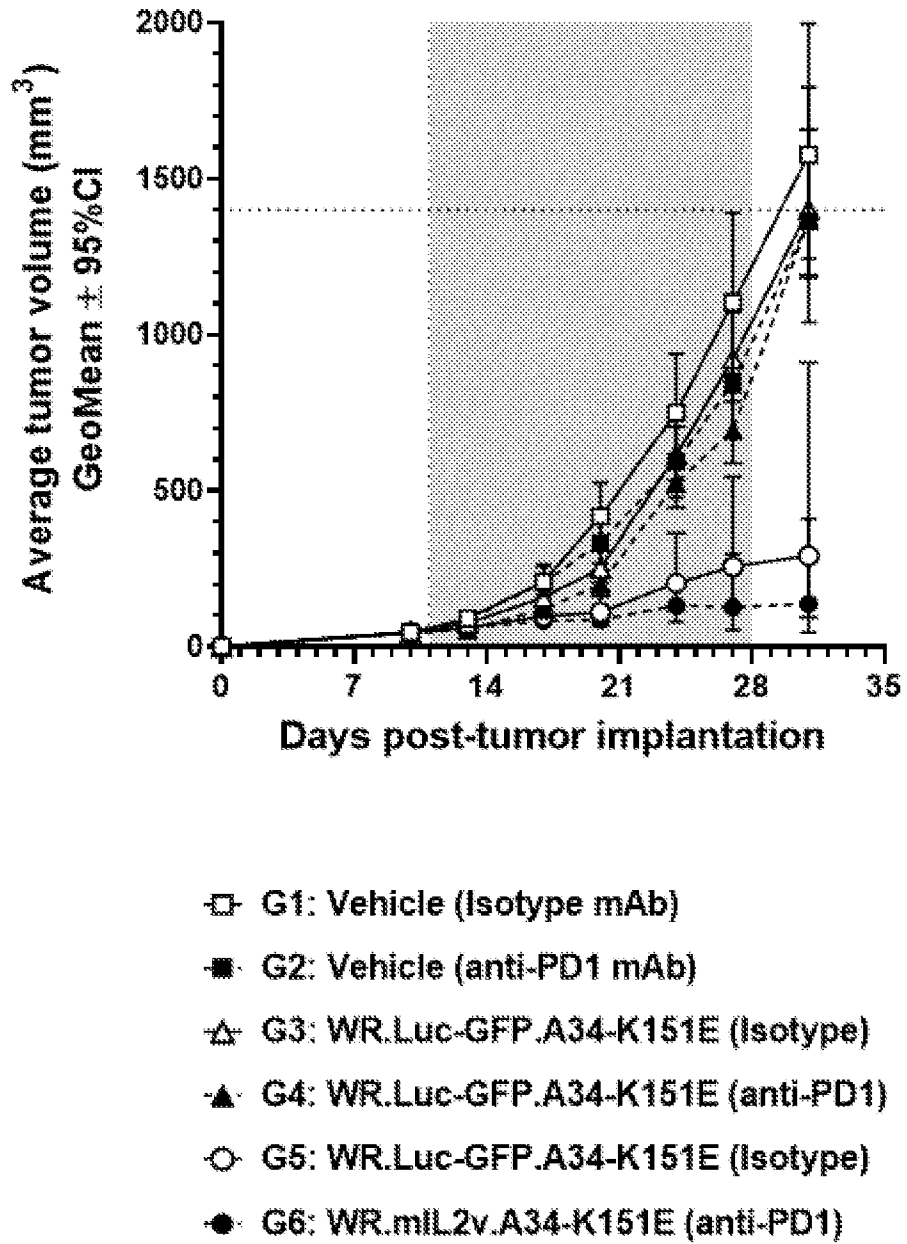 Average tumor volume (mm3)
GeoMean ± 95%CI
2000
1500
1000
500
0
0 7 14 21 28 35
Days post-tumor implantation
G1: Vehicle (Isotype mAb)
G2: Vehicle (anti-PD1 mAb)
G3: WR.Luc-GFP.A34-K151E (Isotype)
G4: WR.Luc-GFP.A34-K151E (anti-PD1)
G5: WR.Luc-GFP.A34-K151E (Isotype)
G6: WR.mIL2v.A34-K151E (anti-PD1)